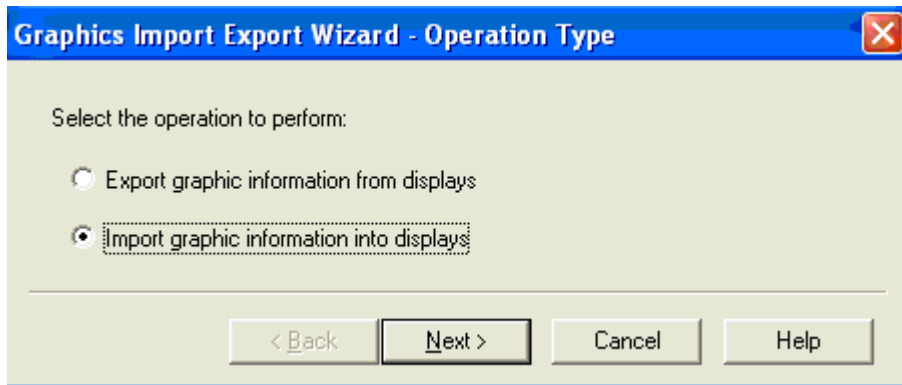 Graphics Import Export Wizard - Operation Type
Select the operation to perform:
Export graphic information from displays
Import graphic information into displays
< Back Next > Cancel Help